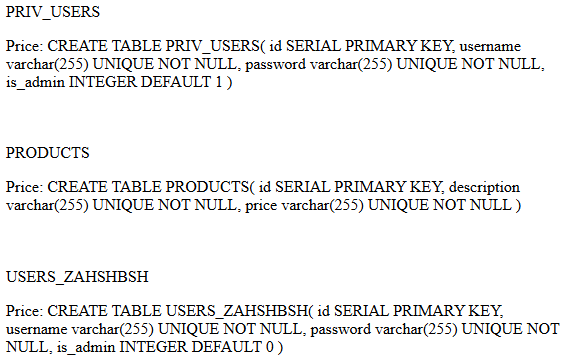 PRIV_USERS
Price: CREATE TABLE PRIV_USERS( id SERIAL PRIMARY KEY, username
varchar(255) UNIQUE NOT NULL, password varchar(255) UNIQUE NOT NULL,
is_admin INTEGER DEFAULT 1 )
PRODUCTS
Price: CREATE TABLE PRODUCTS( id SERIAL PRIMARY KEY, description
varchar(255) UNIQUE NOT NULL, price varchar(255) UNIQUE NOT NULL )
USERS_ZAHSHBSH
Price: CREATE TABLE USERS_ZAHSHBSH( id SERIAL PRIMARY KEY,
username varchar(255) UNIQUE NOT NULL, password varchar(255) UNIQUE NOT
NULL, is_admin INTEGER DEFAULT 0 )